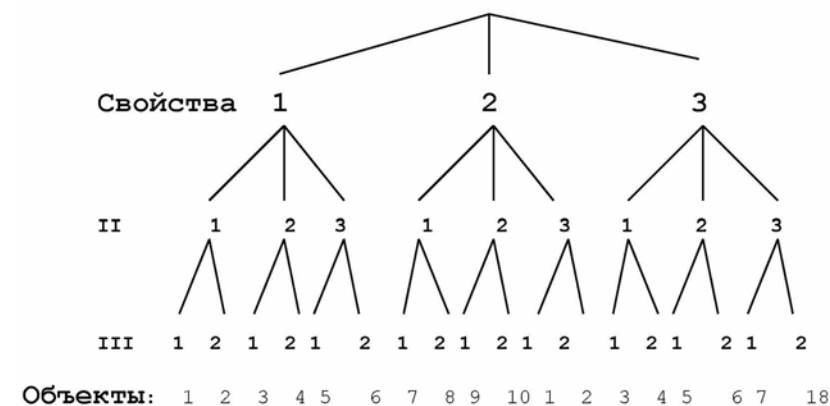 Свойства 1 2 3
II 1 2 3 1 2 3 1 2 3
III 1 2 1 2 1 2 1 2 1 2 1 2 1 2 1 2 1 2
Объекты: 1 2 3 4 5 6 7 8 9 10 1 2 3 4 5 6 7 18